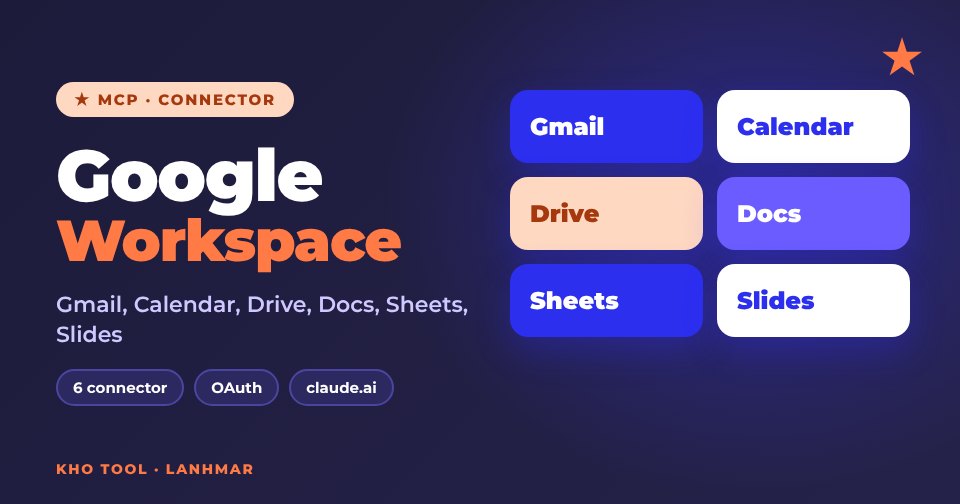 ★ MCP · CONNECTOR
Google
Workspace
Gmail, Calendar, Drive, Docs, Sheets,
Slides
6 connector
OAuth
claude.ai
KHO TOOL · LANHMAR
Gmail
Calendar
Drive
Docs
Sheets
Slides